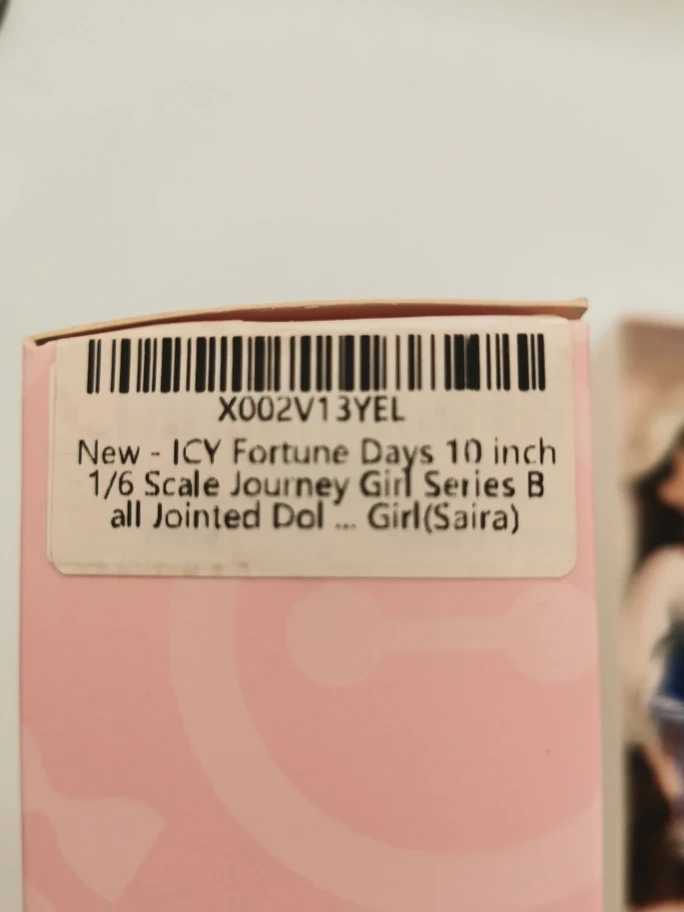 X002V13YEL
New - ICY Fortune Days 10 inch
1/6 Scale Journey Girl Series B
all Jointed Dol ... Girl(Saira)